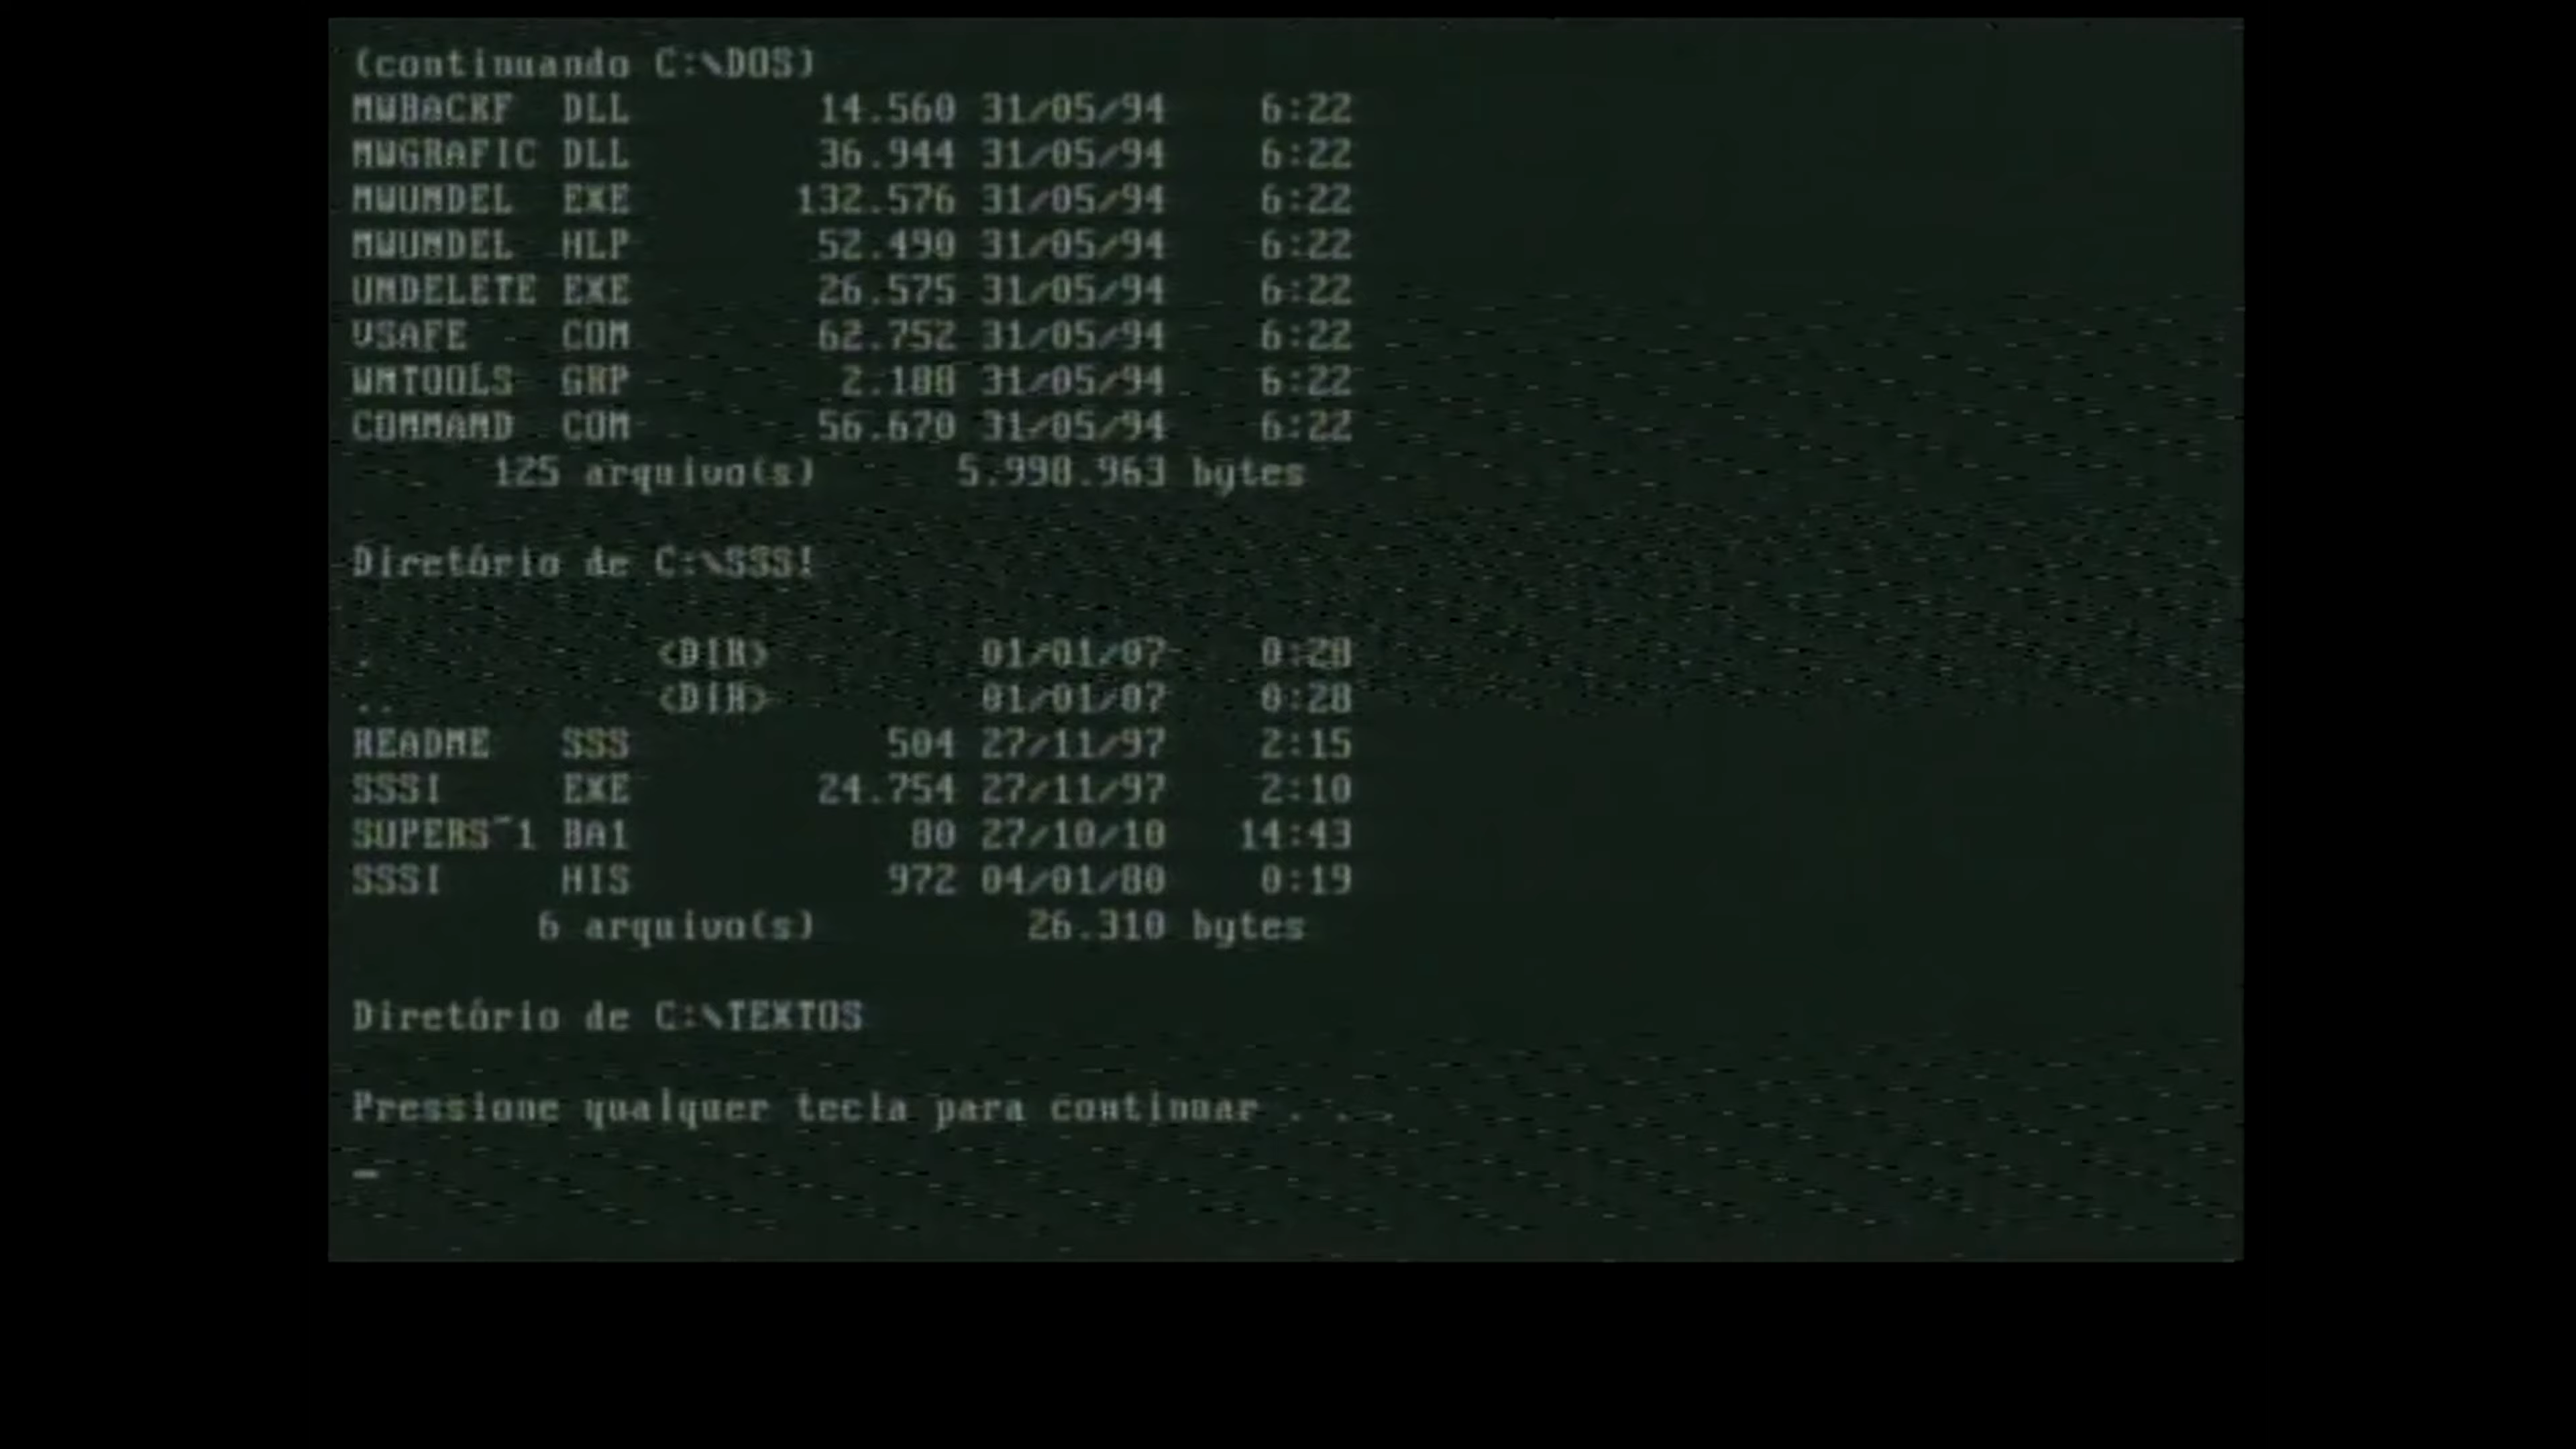 (continuando C:\DOS)
MWBACKF DLL 14.560 31/05/94 6:22
MWGRAFIC DLL 36.944 31/05/94 6:22
MWUNDEL EXE 132.576 31/05/94 6:22
MWUNDEL HLP 52.490 31/05/94 6:22
UNDELETE EXE 26.575 31/05/94 6:22
VSAFE COM 62.752 31/05/94 6:22
WNTOOLS GRP 2.188 31/05/94 6:22
COMMAND COM 56.670 31/05/94 6:22
125 arquivo(s) 5.998.963 bytes
Diretório de C:\SSS!
. <DIR> 01/01/07 0:28
.. <DIR> 01/01/07 0:28
README SSS 504 27/11/97 2:15
SSSI EXE 24.754 27/11/97 2:10
SUPERS~1 BA1 80 27/10/10 14:43
SSSI HIS 972 04/01/80 0:19
6 arquivo(s) 26.310 bytes
Diretório de C:\TEXTOS
Pressione qualquer tecla para continuar . . .
_